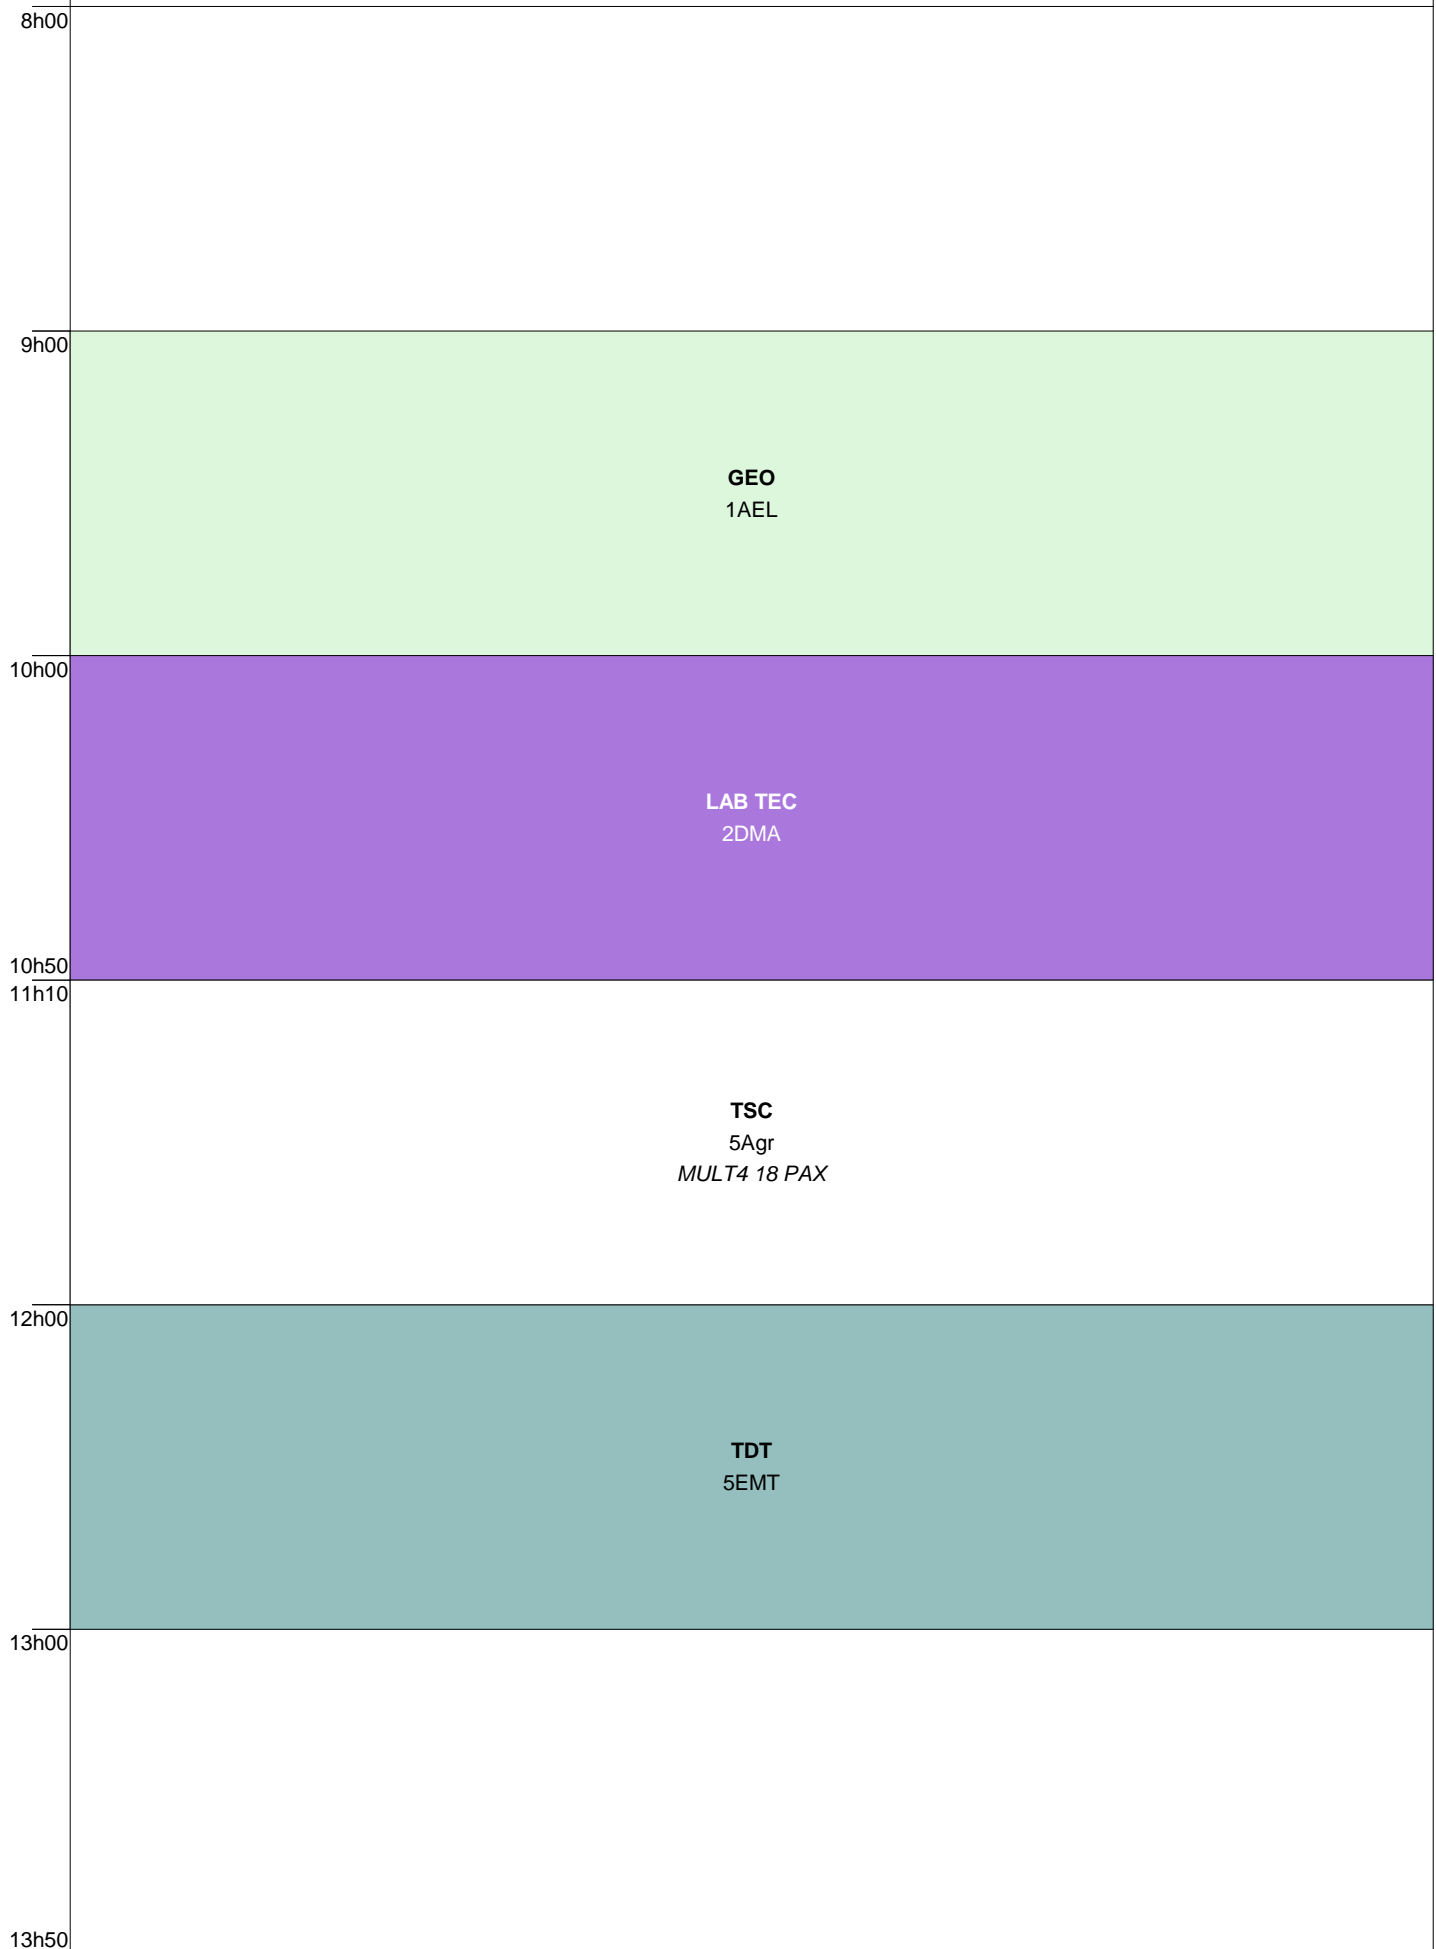 8h00
9h00
GEO
1AEL
10h00
LAB TEC
2DMA
10h50
11h10
TSC
5Agr
MULT4 18 PAX
12h00
TDT
5EMT
13h00
13h50